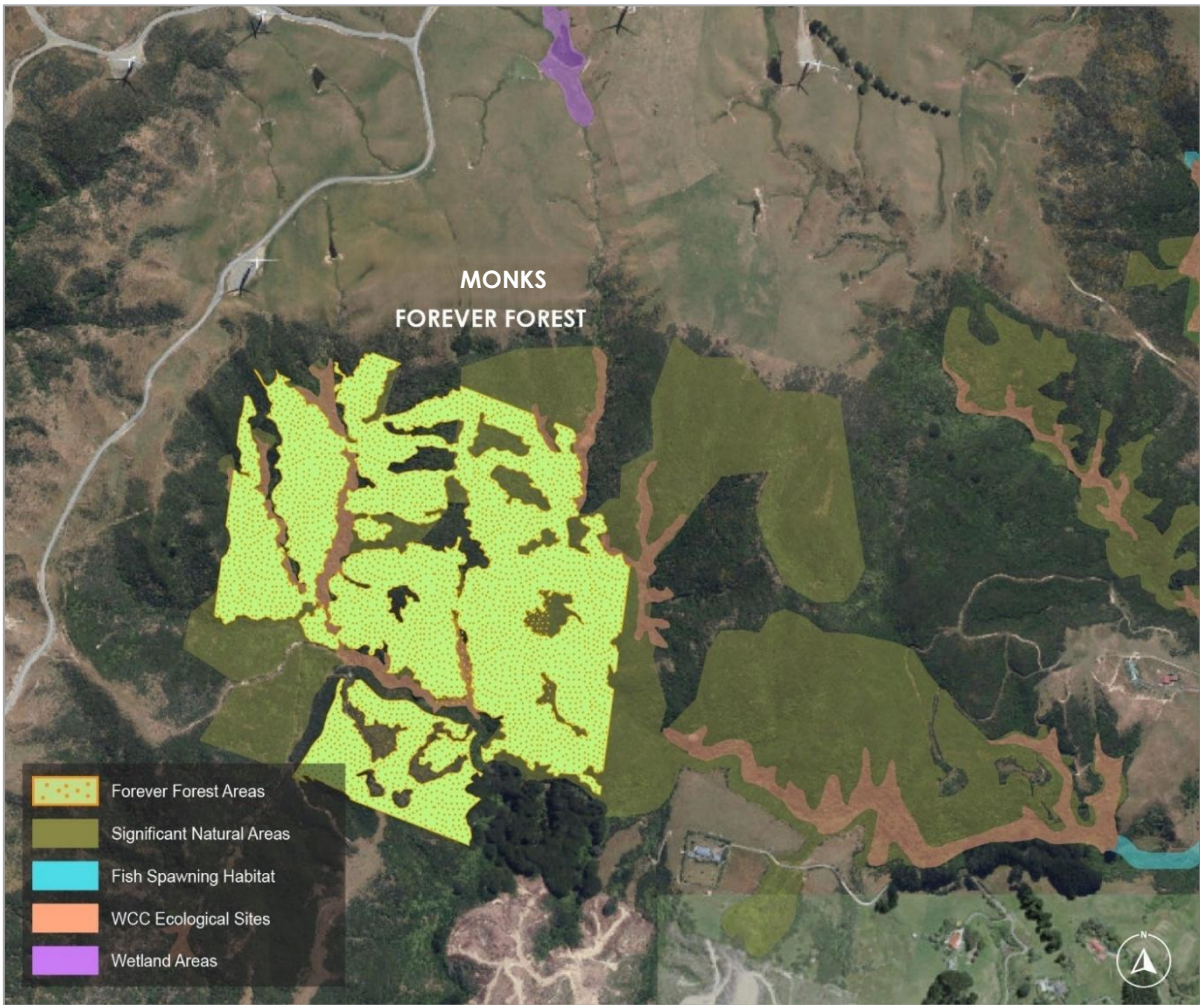 MONKS
FOREVER FOREST
Forever Forest Areas
Significant Natural Areas
Fish Spawning Habitat
WCC Ecological Sites
Wetland Areas
N